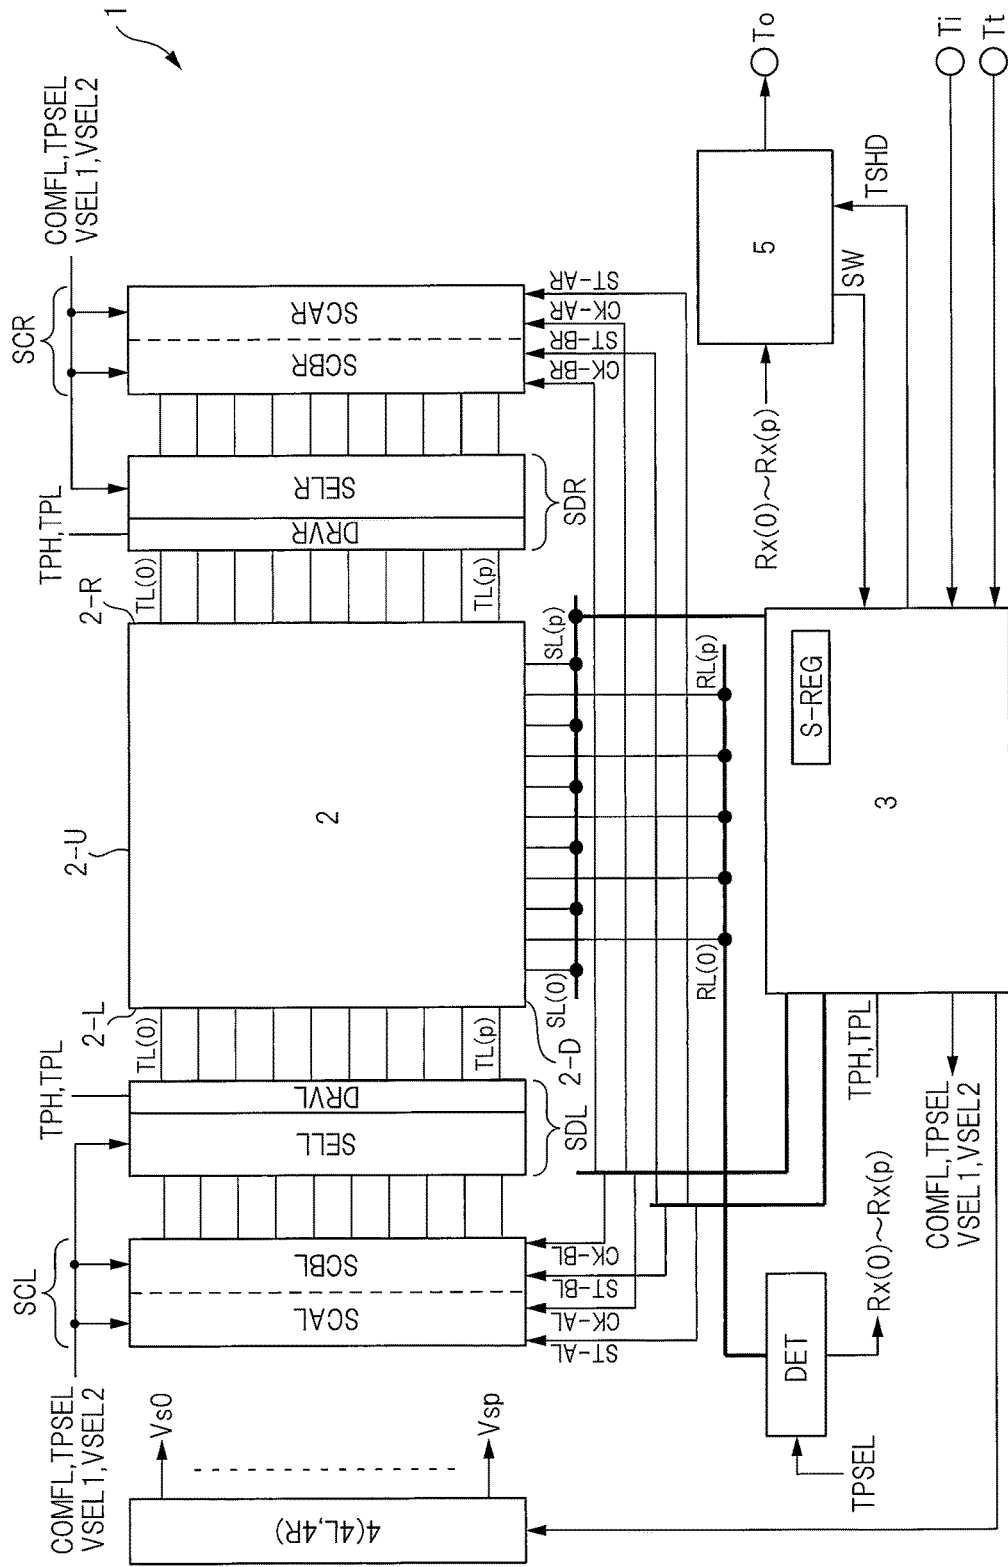 1
COMFL,TPSEL
VSEL1,VSEL2
SCR
SCAR
SCBR
ST-AR
CK-AR
ST-BR
CK-BR
TPH,TPL
SELR
DRVR
SDR
TL(0)
TL(p)
2-R
2-U
2-L
2-D
2
SL(p)
SL(0)
RL(p)
RL(0)
TL(0)
TL(p)
TPH,TPL
DRVL
SELL
SDL
SCL
SCBL
SCAL
CK-BL
ST-BL
CK-AL
ST-AL
COMFL,TPSEL
VSEL1,VSEL2
Vs0
Vsp
4(4L,4R)
To
Ti
Tt
5
TSHD
SW
Rx(0)~Rx(p)
S-REG
3
TPH,TPL
COMFL,TPSEL
VSEL1,VSEL2
Rx(0)~Rx(p)
DET
TPSEL